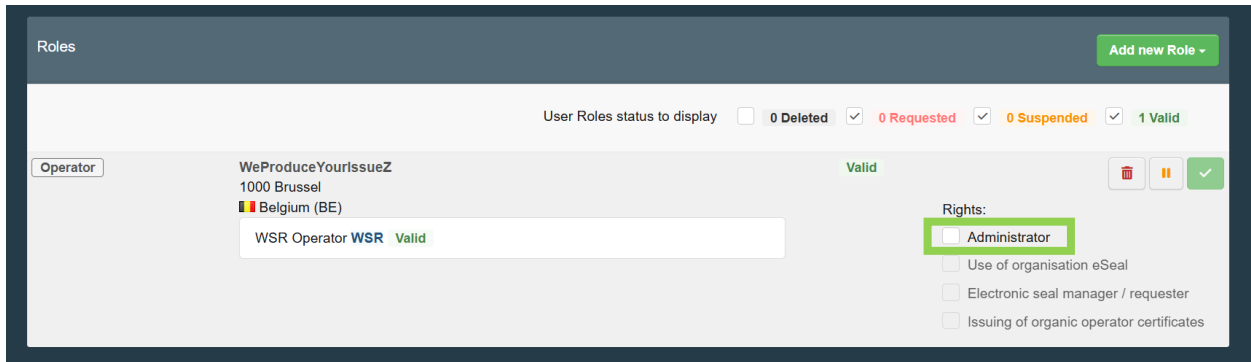 Roles
Add new Role
User Roles status to display 0 Deleted 0 Requested 0 Suspended 1 Valid
Operator WeProduceYourIssueZ Valid
1000 Brussel
Belgium (BE)
Rights:
WSR Operator WSR Valid Administrator
Use of organisation eSeal
Electronic seal manager / requester
Issuing of organic operator certificates